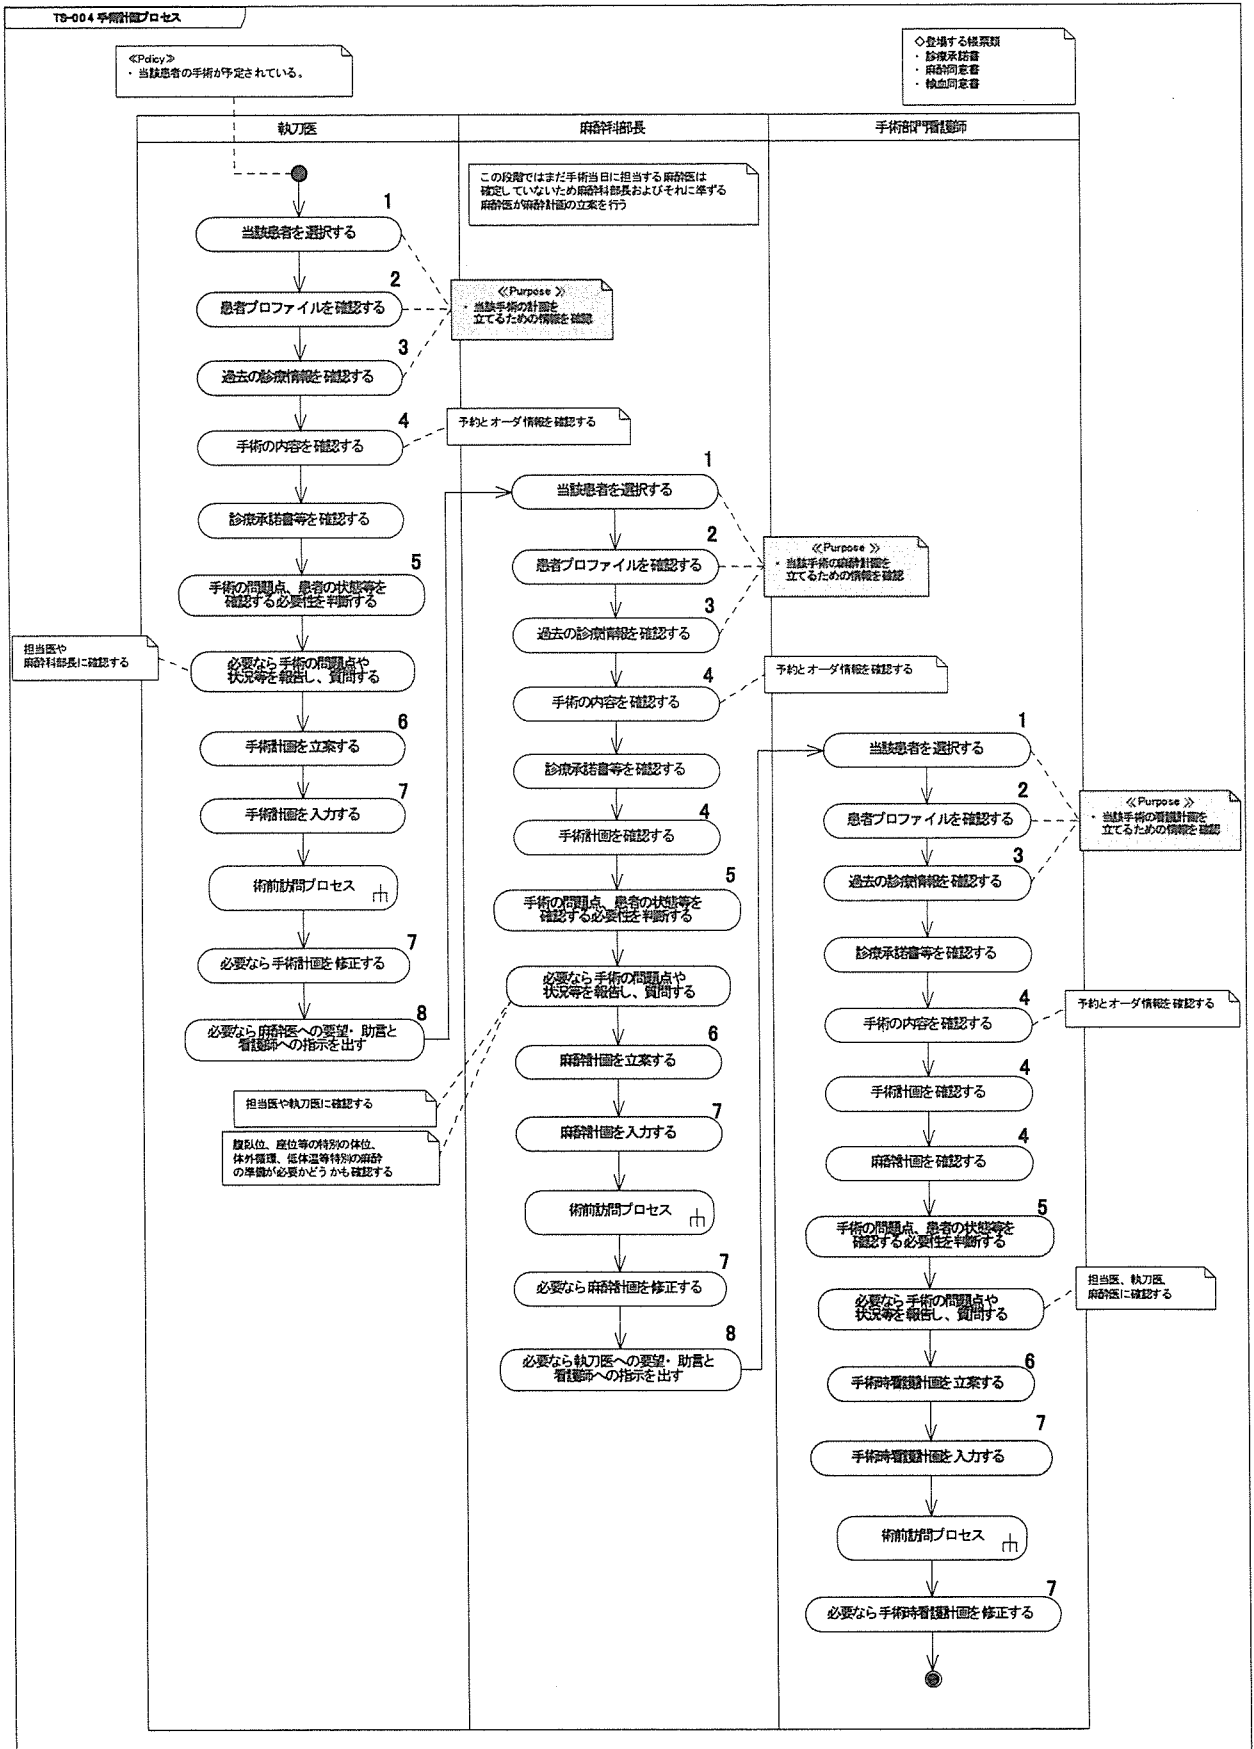 TS-004 手術計画プロセス
≪Policy≫
・ 当該患者の手術が予定されている。
◇登場する帳票類
・ 診療承諾書
・ 麻酔同意書
・ 輸血同意書
執刀医
麻酔科部長
手術部門看護師
この段階ではまだ手術当日に担当する麻酔医は
確定していないため麻酔科部長およびそれに準ずる
麻酔医が麻酔計画の立案を行う
1
当該患者を選択する
2
患者プロファイルを確認する
3
過去の診療情報を確認する
≪Purpose≫
・ 当該手術の計画を
立てるための情報を確認
4
手術の内容を確認する
予約とオーダ情報を確認する
診療承諾書等を確認する
5
手術の問題点、患者の状態等を
確認する必要性を判断する
担当医や
麻酔科部長に確認する
必要なら手術の問題点や
状況等を報告し、質問する
6
手術計画を立案する
7
手術計画を入力する
術前訪問プロセス
7
必要なら手術計画を修正する
8
必要なら麻酔医への要望・助言と
看護師への指示を出す
1
当該患者を選択する
2
患者プロファイルを確認する
3
過去の診療情報を確認する
≪Purpose≫
・ 当該手術の麻酔計画を
立てるための情報を確認
4
手術の内容を確認する
予約とオーダ情報を確認する
診療承諾書等を確認する
4
手術計画を確認する
5
手術の問題点、患者の状態等を
確認する必要性を判断する
必要なら手術の問題点や
状況等を報告し、質問する
担当医や執刀医に確認する
腹臥位、座位等の特別の体位、
体外循環、低体温等特別の麻酔
の準備が必要かどうかも確認する
6
麻酔計画を立案する
7
麻酔計画を入力する
術前訪問プロセス
7
必要なら麻酔計画を修正する
8
必要なら執刀医への要望・助言と
看護師への指示を出す
1
当該患者を選択する
2
患者プロファイルを確認する
3
過去の診療情報を確認する
≪Purpose≫
・ 当該手術の看護計画を
立てるための情報を確認
診療承諾書等を確認する
4
手術の内容を確認する
予約とオーダ情報を確認する
4
手術計画を確認する
4
麻酔計画を確認する
5
手術の問題点、患者の状態等を
確認する必要性を判断する
必要なら手術の問題点や
状況等を報告し、質問する
担当医、執刀医、
麻酔医に確認する
6
手術時看護計画を立案する
7
手術時看護計画を入力する
術前訪問プロセス
7
必要なら手術時看護計画を修正する